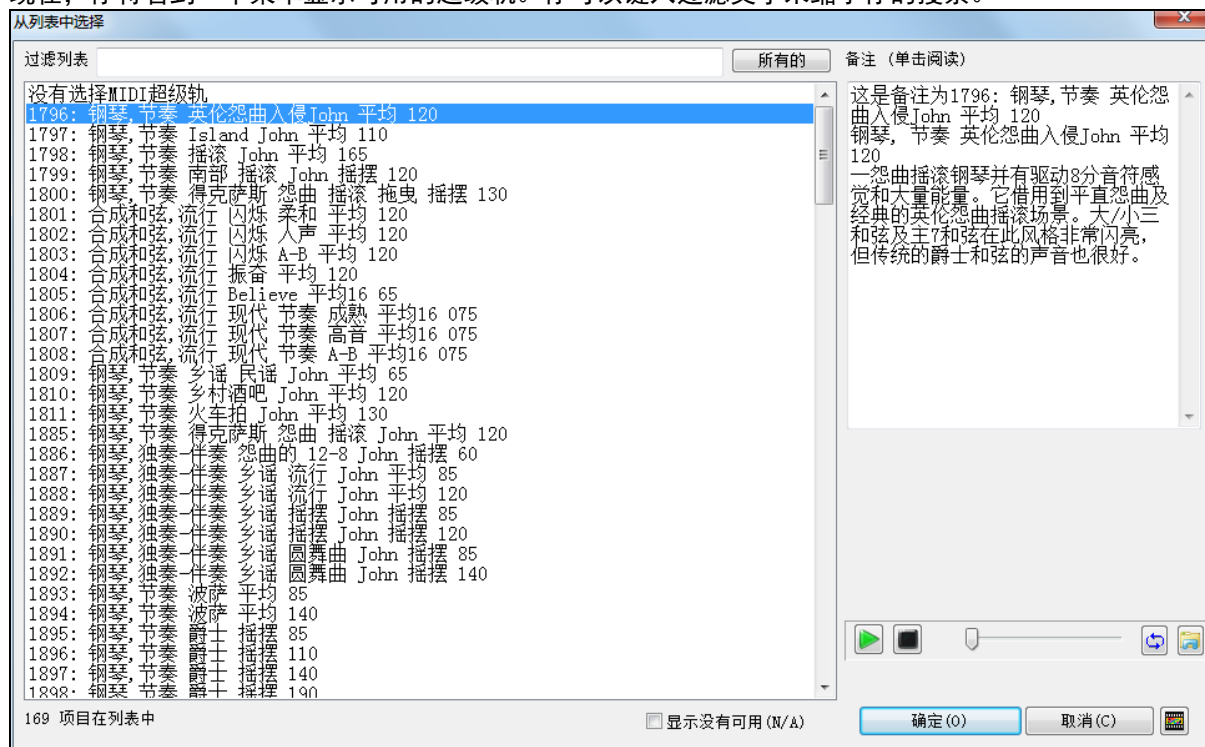 从列表中选择
过滤列表
所有的
备注 (单击阅读)
没有选择MIDI超级轨
1796: 钢琴,节奏 英伦怨曲入侵John 平均 120
1797: 钢琴,节奏 Island John 平均 110
1798: 钢琴,节奏 摇滚 John 平均 165
1799: 钢琴,节奏 南部 摇滚 John 摇摆 120
1800: 钢琴,节奏 得克萨斯 怨曲 摇滚 拖曳 摇摆 130
1801: 合成和弦,流行 闪烁 柔和 平均 120
1802: 合成和弦,流行 闪烁 人声 平均 120
1803: 合成和弦,流行 闪烁 A-B 平均 120
1804: 合成和弦,流行 振奋 平均 120
1805: 合成和弦,流行 Believe 平均16 65
1806: 合成和弦,流行 现代 节奏 成熟 平均16 075
1807: 合成和弦,流行 现代 节奏 高音 平均16 075
1808: 合成和弦,流行 现代 节奏 A-B 平均16 075
1809: 钢琴,节奏 乡谣 民谣 John 平均 65
1810: 钢琴,节奏 乡村酒吧 John 平均 120
1811: 钢琴,节奏 火车拍 John 平均 130
1885: 钢琴,节奏 得克萨斯 怨曲 摇滚 John 平均 120
1886: 钢琴,独奏-伴奏 怨曲的 12-8 John 摇摆 60
1887: 钢琴,独奏-伴奏 乡谣 流行 John 平均 85
1888: 钢琴,独奏-伴奏 乡谣 流行 John 平均 120
1889: 钢琴,独奏-伴奏 乡谣 摇摆 John 摇摆 85
1890: 钢琴,独奏-伴奏 乡谣 摇摆 John 摇摆 120
1891: 钢琴,独奏-伴奏 乡谣 圆舞曲 John 摇摆 85
1892: 钢琴,独奏-伴奏 乡谣 圆舞曲 John 摇摆 140
1893: 钢琴,节奏 波萨 平均 85
1894: 钢琴,节奏 波萨 平均 140
1895: 钢琴,节奏 爵士 摇摆 85
1896: 钢琴,节奏 爵士 摇摆 110
1897: 钢琴,节奏 爵士 摇摆 140
1898: 钢琴,节奏 爵士 摇摆 190
这是备注为1796: 钢琴,节奏 英伦怨
曲入侵John 平均 120
钢琴, 节奏 英伦怨曲入侵John 平均
120
一怨曲摇滚钢琴并有驱动8分音符感
觉和大量能量。它借用到平直怨曲及
经典的英伦怨曲摇滚场景。大/小三
和弦及主7和弦在此风格非常闪亮,
但传统的爵士和弦的声音也很好。
169 项目在列表中
显示没有可用(N/A)
确定(O)
取消(C)